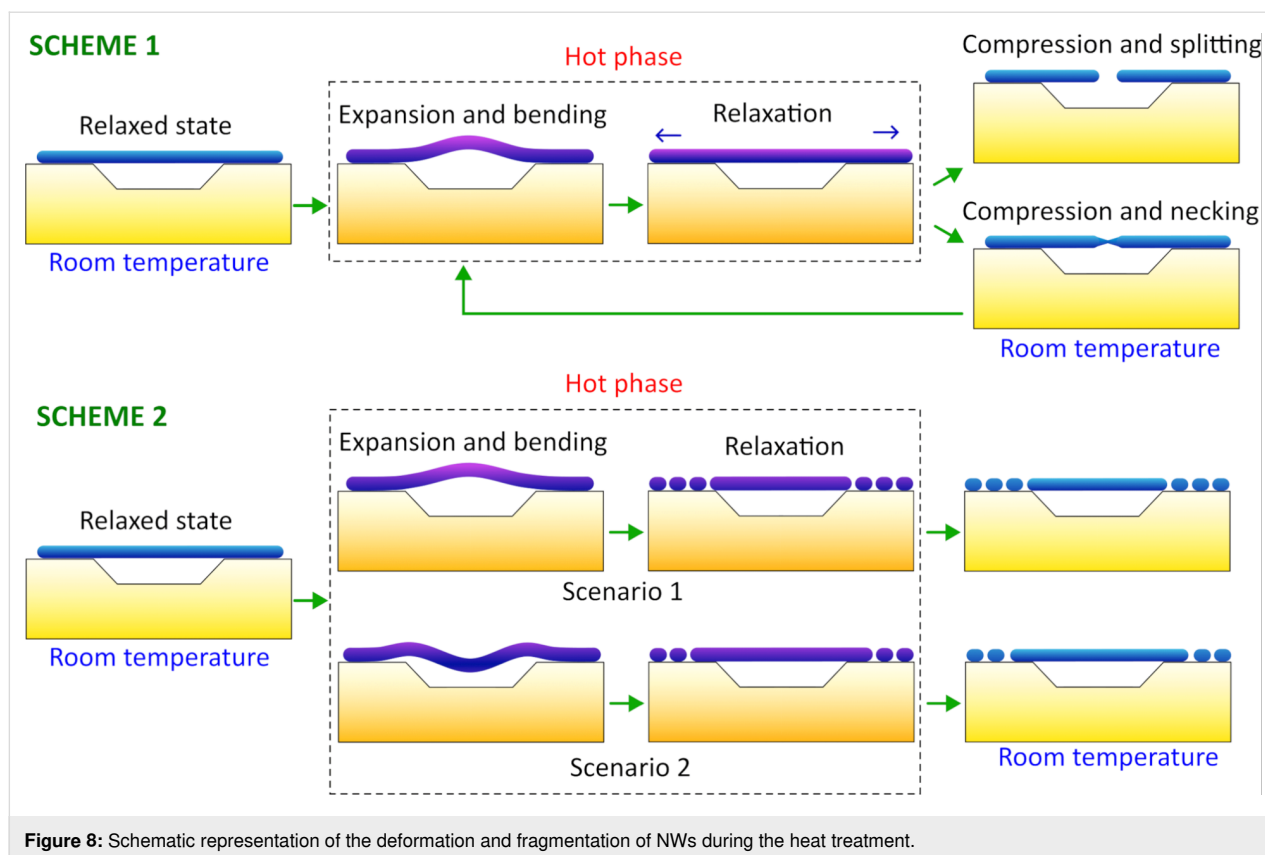 SCHEME 1
Hot phase
Compression and splitting
Relaxed state
Expansion and bending
Relaxation
Room temperature
Compression and necking
Room temperature
Hot phase
SCHEME 2
Expansion and bending
Relaxation
Relaxed state
Scenario 1
Room temperature
Scenario 2
Room temperature
Figure 8: Schematic representation of the deformation and fragmentation of NWs during the heat treatment.